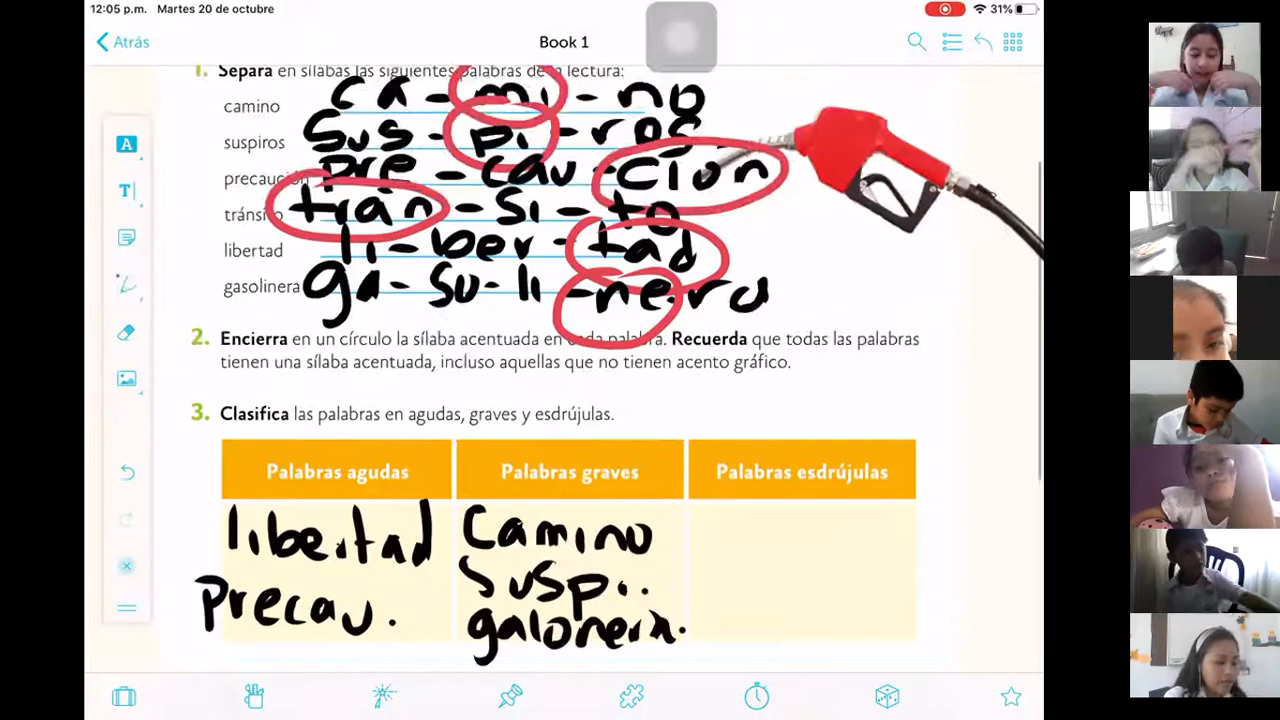 12:05 p.m. Martes 20 de octubre
31%
Atrás
Book 1
1. Separa en sílabas las siguientes palabras de la lectura:
camino ca - mi - no
suspiros Sus - pi - ros
precaución pre - cau - cion
tránsito trán - si - to
libertad li - ber - tad
gasolinera ga - so - li - ne - ra
2. Encierra en un círculo la sílaba acentuada en cada palabra. Recuerda que todas las palabras
tienen una sílaba acentuada, incluso aquellas que no tienen acento gráfico.
3. Clasifica las palabras en agudas, graves y esdrújulas.
Palabras agudas Palabras graves Palabras esdrújulas
libertad Camino
precau. suspi..
galonera.